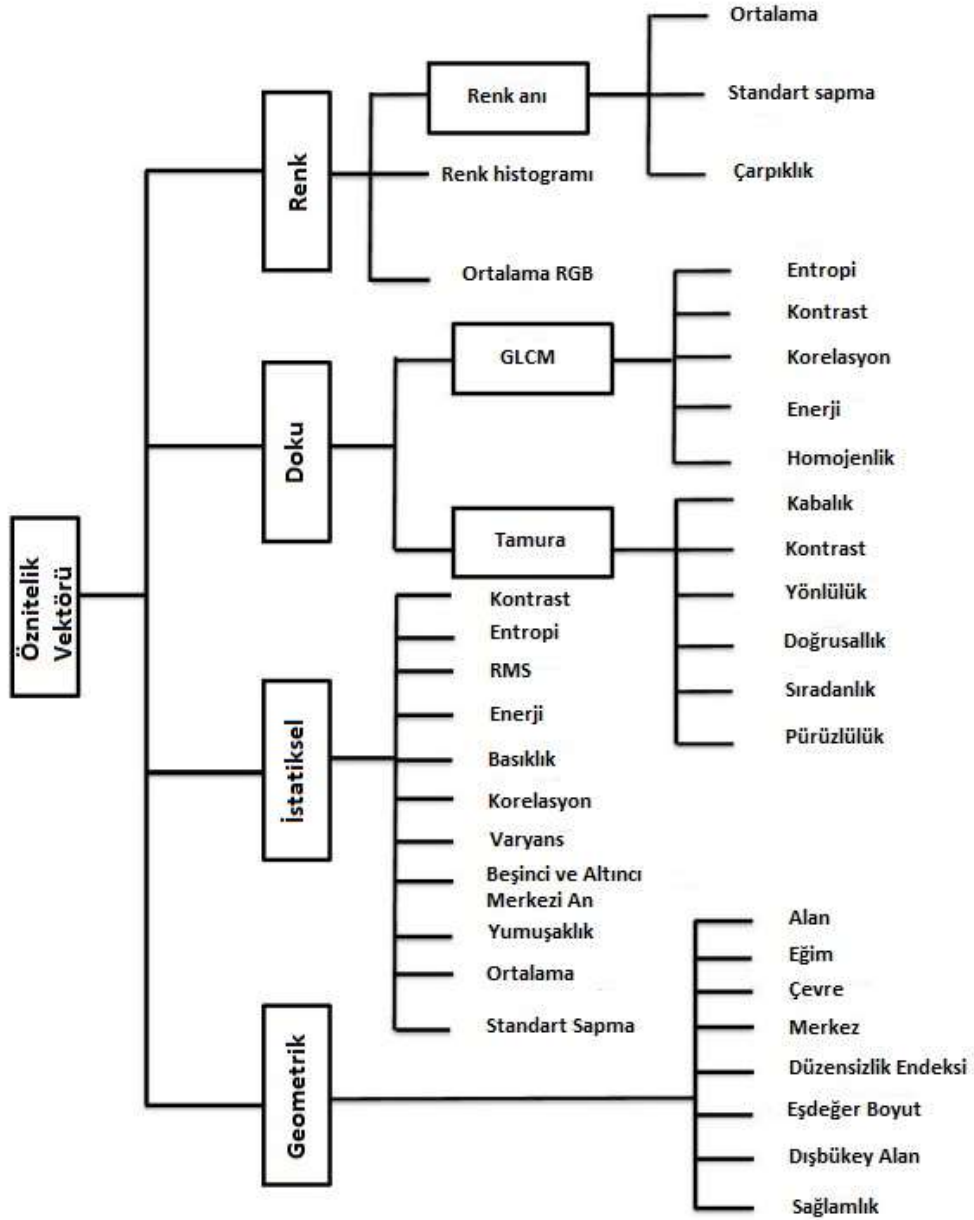 Öznitelik
Vektörü
Renk
Renk anı
Ortalama
Standart sapma
Çarpıklık
Renk histogramı
Ortalama RGB
Doku
GLCM
Entropi
Kontrast
Korelasyon
Enerji
Homojenlik
Tamura
Kabalık
Kontrast
Yönlülük
Doğrusallık
Sıradanlık
Pürüzlülük
İstatiksel
Kontrast
Entropi
RMS
Enerji
Basıklık
Korelasyon
Varyans
Beşinci ve Altıncı
Merkezi An
Yumuşaklık
Ortalama
Standart Sapma
Geometrik
Alan
Eğim
Çevre
Merkez
Düzensizlik Endeksi
Eşdeğer Boyut
Dışbükey Alan
Sağlamlık